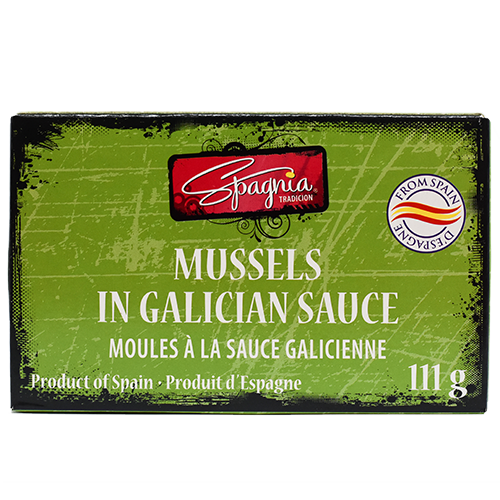 Spagnia®
TRADICION
FROM SPAIN
D'ESPAGNE
MUSSELS
IN GALICIAN SAUCE
MOULES À LA SAUCE GALICIENNE
Product of Spain · Produit d'Espagne
111 g